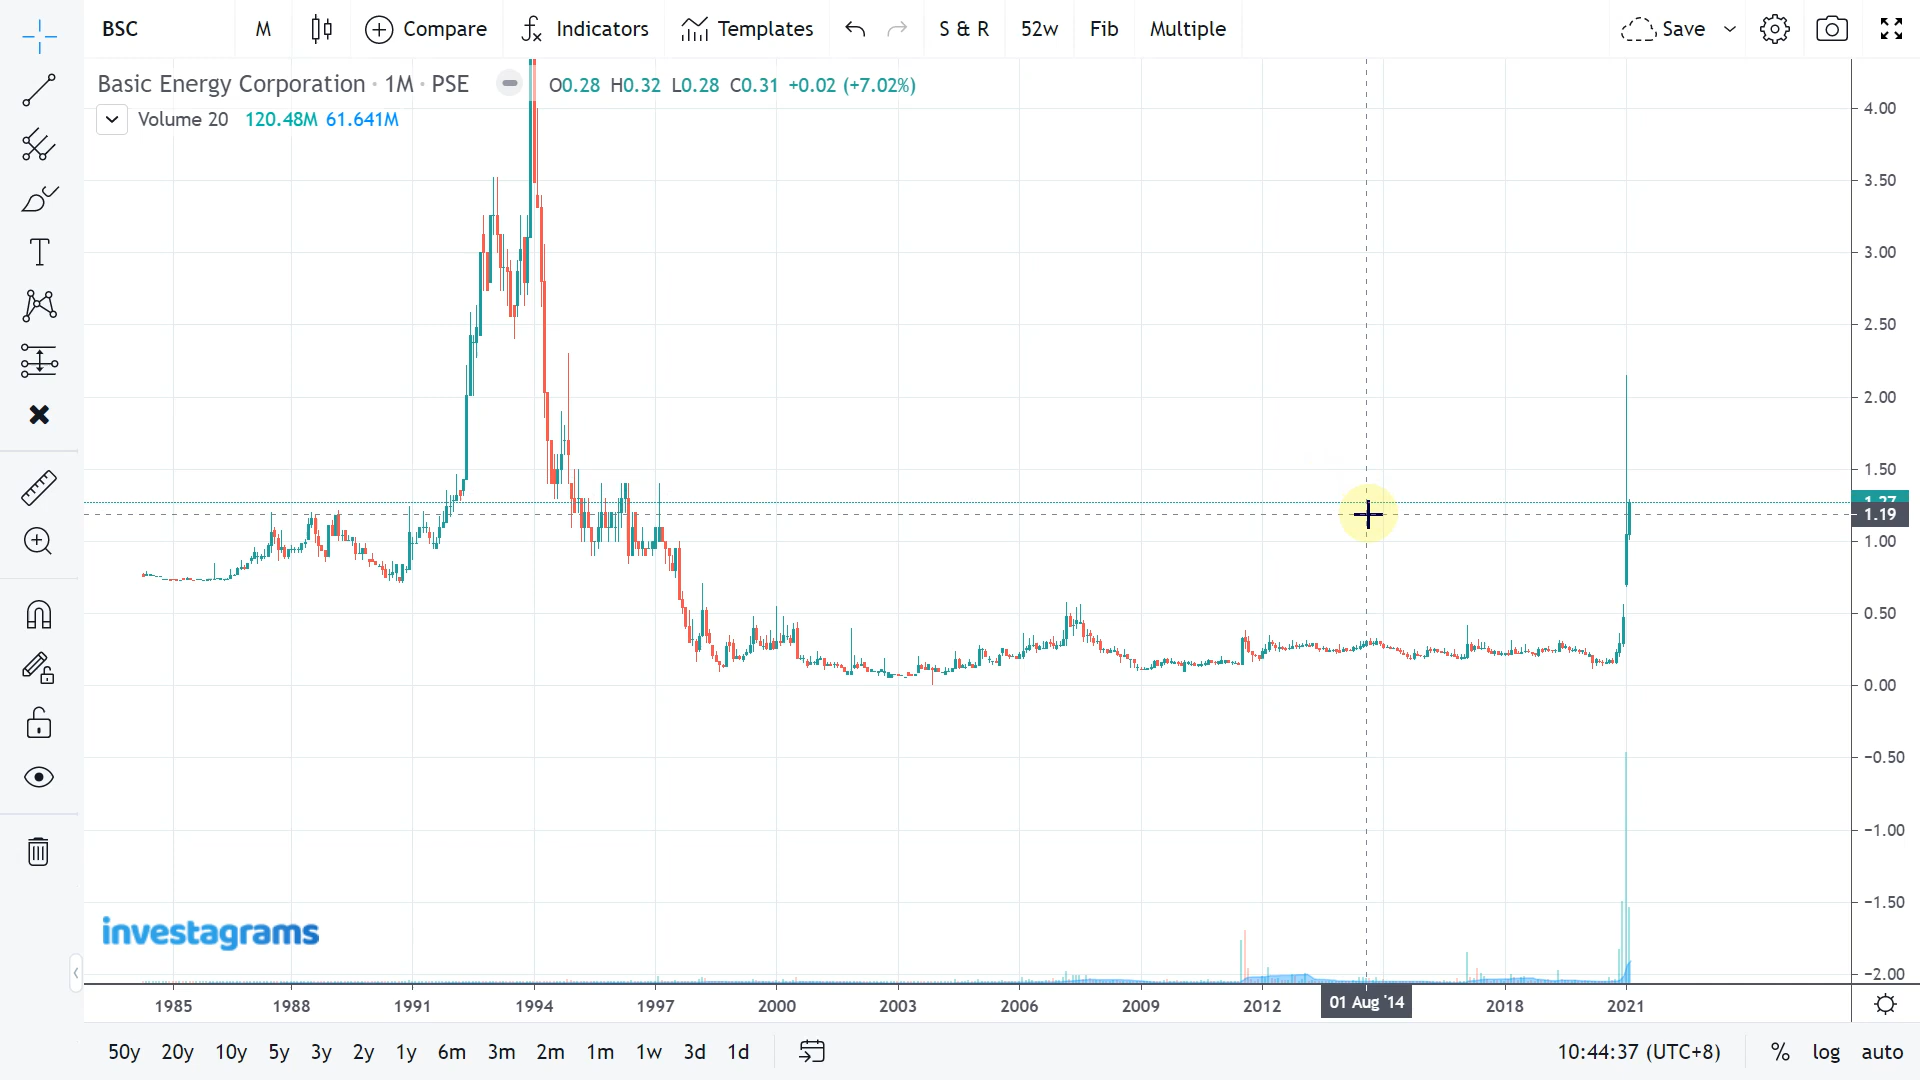 BSC M Compare Indicators Templates S & R 52w Fib Multiple Save
Basic Energy Corporation · 1M · PSE O0.28 H0.32 L0.28 C0.31 +0.02 (+7.02%)
Volume 20 120.48M 61.641M
4.00
3.50
3.00
2.50
2.00
1.50
1.27
1.19
1.00
0.50
0.00
−0.50
−1.00
−1.50
−2.00
investagrams
1985 1988 1991 1994 1997 2000 2003 2006 2009 2012 01 Aug '14 2018 2021
50y 20y 10y 5y 3y 2y 1y 6m 3m 2m 1m 1w 3d 1d 10:44:37 (UTC+8) % log auto